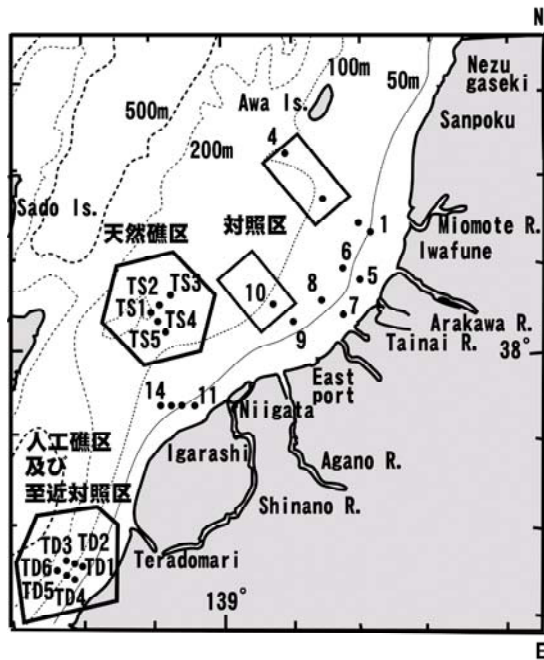 N
100m
50m
Nezu
gaseki
Awa Is.
Sanpoku
500m
4
200m
Sado Is.
天然礁区
対照区
1
Miomote R.
Iwafune
6
TS2
TS3
TS1
TS4
TS5
5
8
10
7
9
Arakawa R.
Tainai R.
38°
East
port
14
11
Niigata
人工礁区
及び
至近対照区
Igarashi
Agano R.
Shinano R.
TD3
TD2
TD6
TD1
TD5
TD4
Teradomari
139°
E